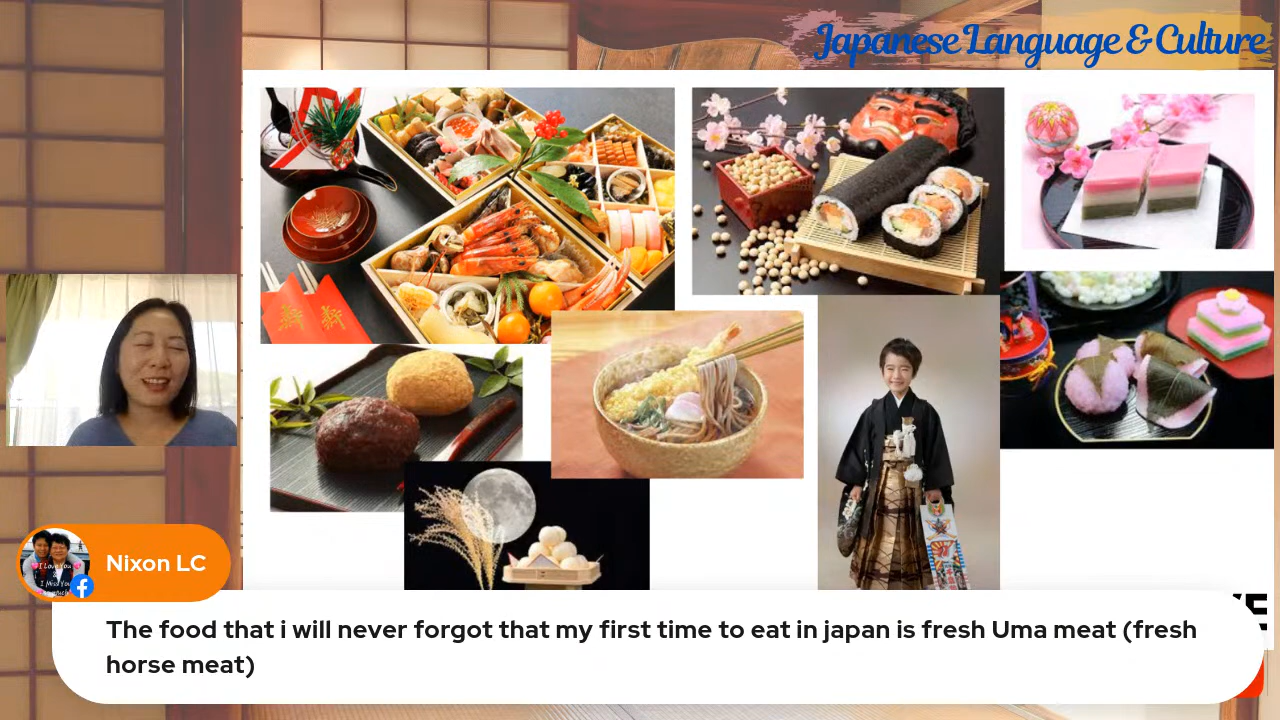 Japanese Language & Culture
Nixon LC
The food that i will never forgot that my first time to eat in japan is fresh Uma meat (fresh
horse meat)